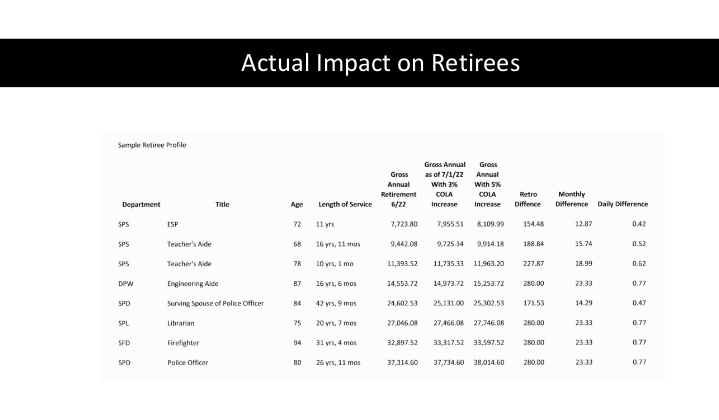 Actual Impact on Retirees
Sample Retiree Profile
Department Title Age Length of Service Gross Annual Retirement 6/22 Gross Annual as of 7/1/22 With 3% COLA Increase Gross Annual With 5% COLA Increase Retro Diffence Monthly Difference Daily Difference
SPS ESP 72 11 yrs 7,723.80 7,955.51 8,109.99 154.48 12.87 0.42
SPS Teacher's Aide 68 16 yrs, 11 mos 9,442.08 9,725.34 9,914.18 188.84 15.74 0.52
SPS Teacher's Aide 78 10 yrs, 1 mo 11,393.52 11,735.33 11,963.20 227.87 18.99 0.62
DPW Engineering Aide 87 16 yrs, 6 mos 14,553.72 14,973.72 15,253.72 280.00 23.33 0.77
SPD Surving Spouse of Police Officer 84 42 yrs, 9 mos 24,602.53 25,131.00 25,302.53 171.53 14.29 0.47
SPL Librarian 75 20 yrs, 7 mos 27,046.08 27,466.08 27,746.08 280.00 23.33 0.77
SFD Firefighter 94 31 yrs, 4 mos 32,897.52 33,317.52 33,597.52 280.00 23.33 0.77
SPD Police Officer 80 26 yrs, 11 mos 37,314.60 37,734.60 38,014.60 280.00 23.33 0.77